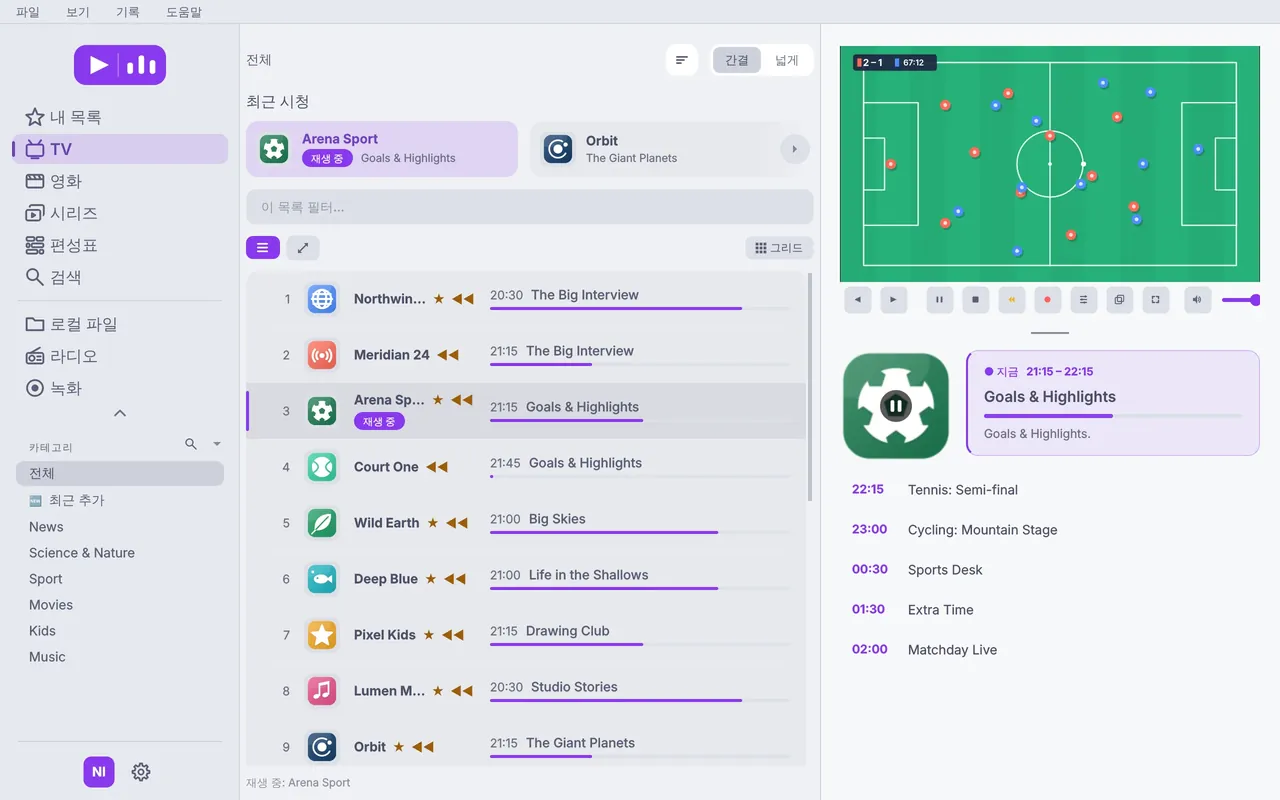 파일 보기 기록 도움말
내 목록
TV
영화
시리즈
편성표
검색
로컬 파일
라디오
녹화
카테고리
전체
🆕 최근 추가
News
Science & Nature
Sport
Movies
Kids
Music
NI
전체
간결 넓게
최근 시청
Arena Sport
재생 중 Goals & Highlights
Orbit
The Giant Planets
이 목록 필터...
그리드
1 Northwin... ★ ◀◀ 20:30 The Big Interview
2 Meridian 24 ◀◀ 21:15 The Big Interview
3 Arena Sp... ★ ◀◀ 21:15 Goals & Highlights
재생 중
4 Court One ◀◀ 21:45 Goals & Highlights
5 Wild Earth ★ ◀◀ 21:00 Big Skies
6 Deep Blue ★ ◀◀ 21:00 Life in the Shallows
7 Pixel Kids ★ ◀◀ 21:15 Drawing Club
8 Lumen M... ★ ◀◀ 20:30 Studio Stories
9 Orbit ★ ◀◀ 21:15 The Giant Planets
재생 중: Arena Sport
2 – 1 67:12
지금 21:15 – 22:15
Goals & Highlights
Goals & Highlights.
22:15 Tennis: Semi-final
23:00 Cycling: Mountain Stage
00:30 Sports Desk
01:30 Extra Time
02:00 Matchday Live